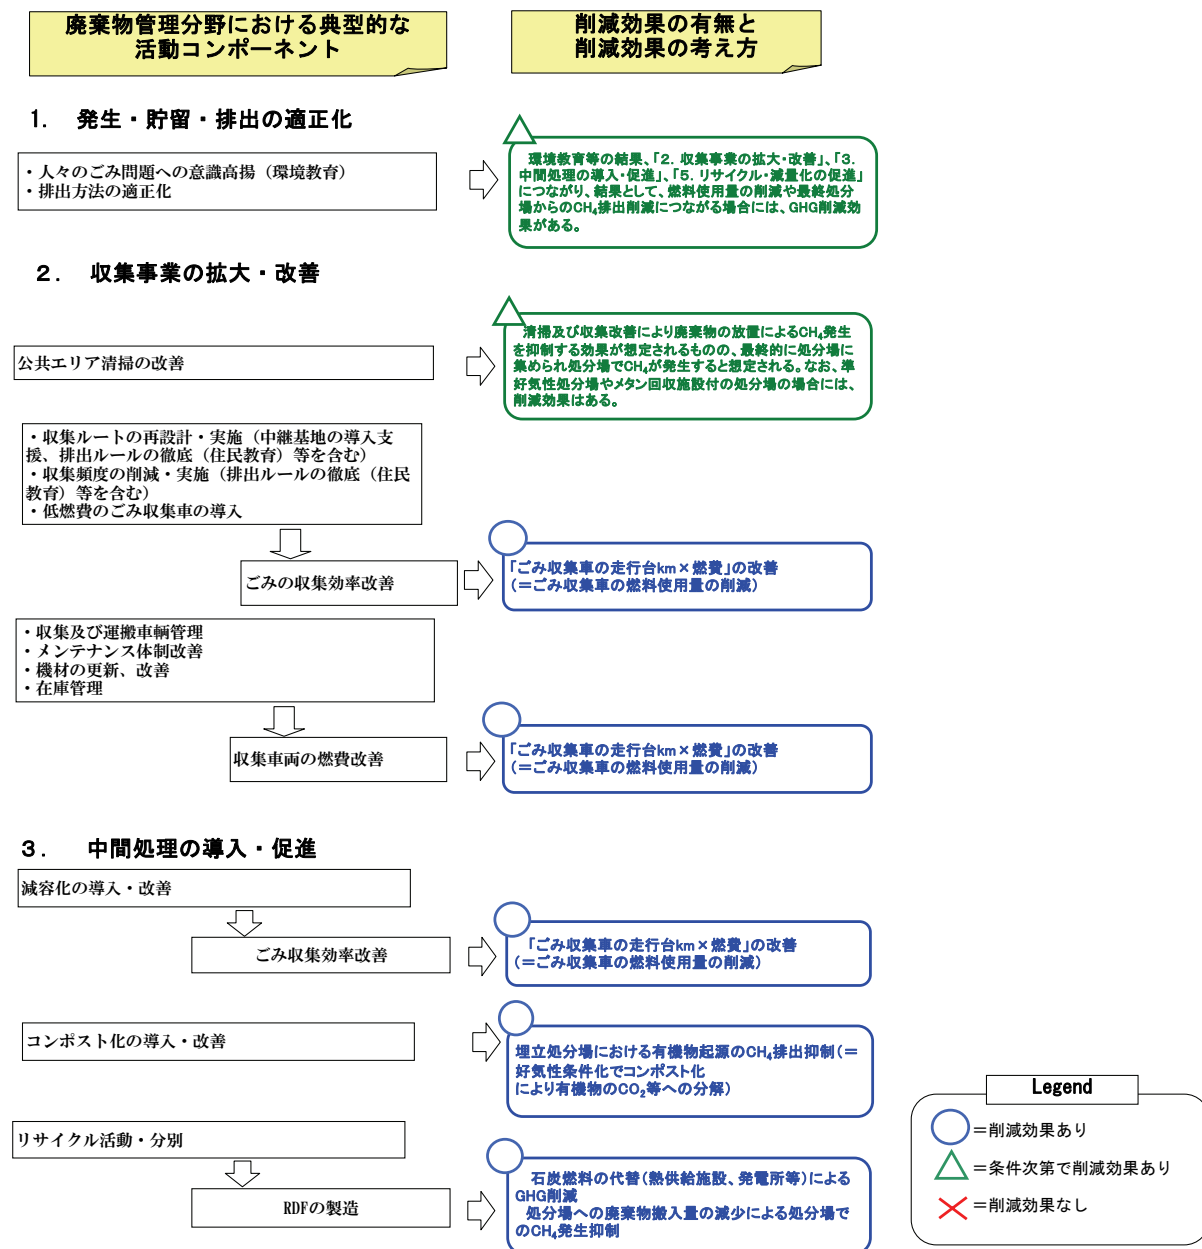 廃棄物管理分野における典型的な
活動コンポーネント
削減効果の有無と
削減効果の考え方
1. 発生・貯留・排出の適正化
・人々のごみ問題への意識高揚（環境教育）
・排出方法の適正化
環境教育等の結果、「2. 収集事業の拡大・改善」、「3.
中間処理の導入・促進」、「5. リサイクル・減量化の促進」
につながり、結果として、燃料使用量の削減や最終処分
場からのCH₄排出削減につながる場合には、GHG削減効
果がある。
２. 収集事業の拡大・改善
公共エリア清掃の改善
清掃及び収集改善により廃棄物の放置によるCH₄発生
を抑制する効果が想定されるものの、最終的に処分場に
集められ処分場でCH₄が発生すると想定される。なお、準
好気性処分場やメタン回収施設付の処分場の場合には、
削減効果はある。
・収集ルートの再設計・実施（中継基地の導入支
援、排出ルールの徹底（住民教育）等を含む）
・収集頻度の削減・実施（排出ルールの徹底（住民
教育）等を含む）
・低燃費のごみ収集車の導入
ごみの収集効率改善
「ごみ収集車の走行台km×燃費」の改善
（＝ごみ収集車の燃料使用量の削減）
・収集及び運搬車輌管理
・メンテナンス体制改善
・機材の更新、改善
・在庫管理
収集車両の燃費改善
「ごみ収集車の走行台km×燃費」の改善
（＝ごみ収集車の燃料使用量の削減）
３. 中間処理の導入・促進
減容化の導入・改善
ごみ収集効率改善
「ごみ収集車の走行台km×燃費」の改善
（＝ごみ収集車の燃料使用量の削減）
コンポスト化の導入・改善
埋立処分場における有機物起源のCH₄排出抑制（＝
好気性条件化でコンポスト化
により有機物のCO₂等への分解）
リサイクル活動・分別
RDFの製造
石炭燃料の代替（熱供給施設、発電所等）による
GHG削減
処分場への廃棄物搬入量の減少による処分場で
のCH₄発生抑制
Legend
＝削減効果あり
＝条件次第で削減効果あり
＝削減効果なし